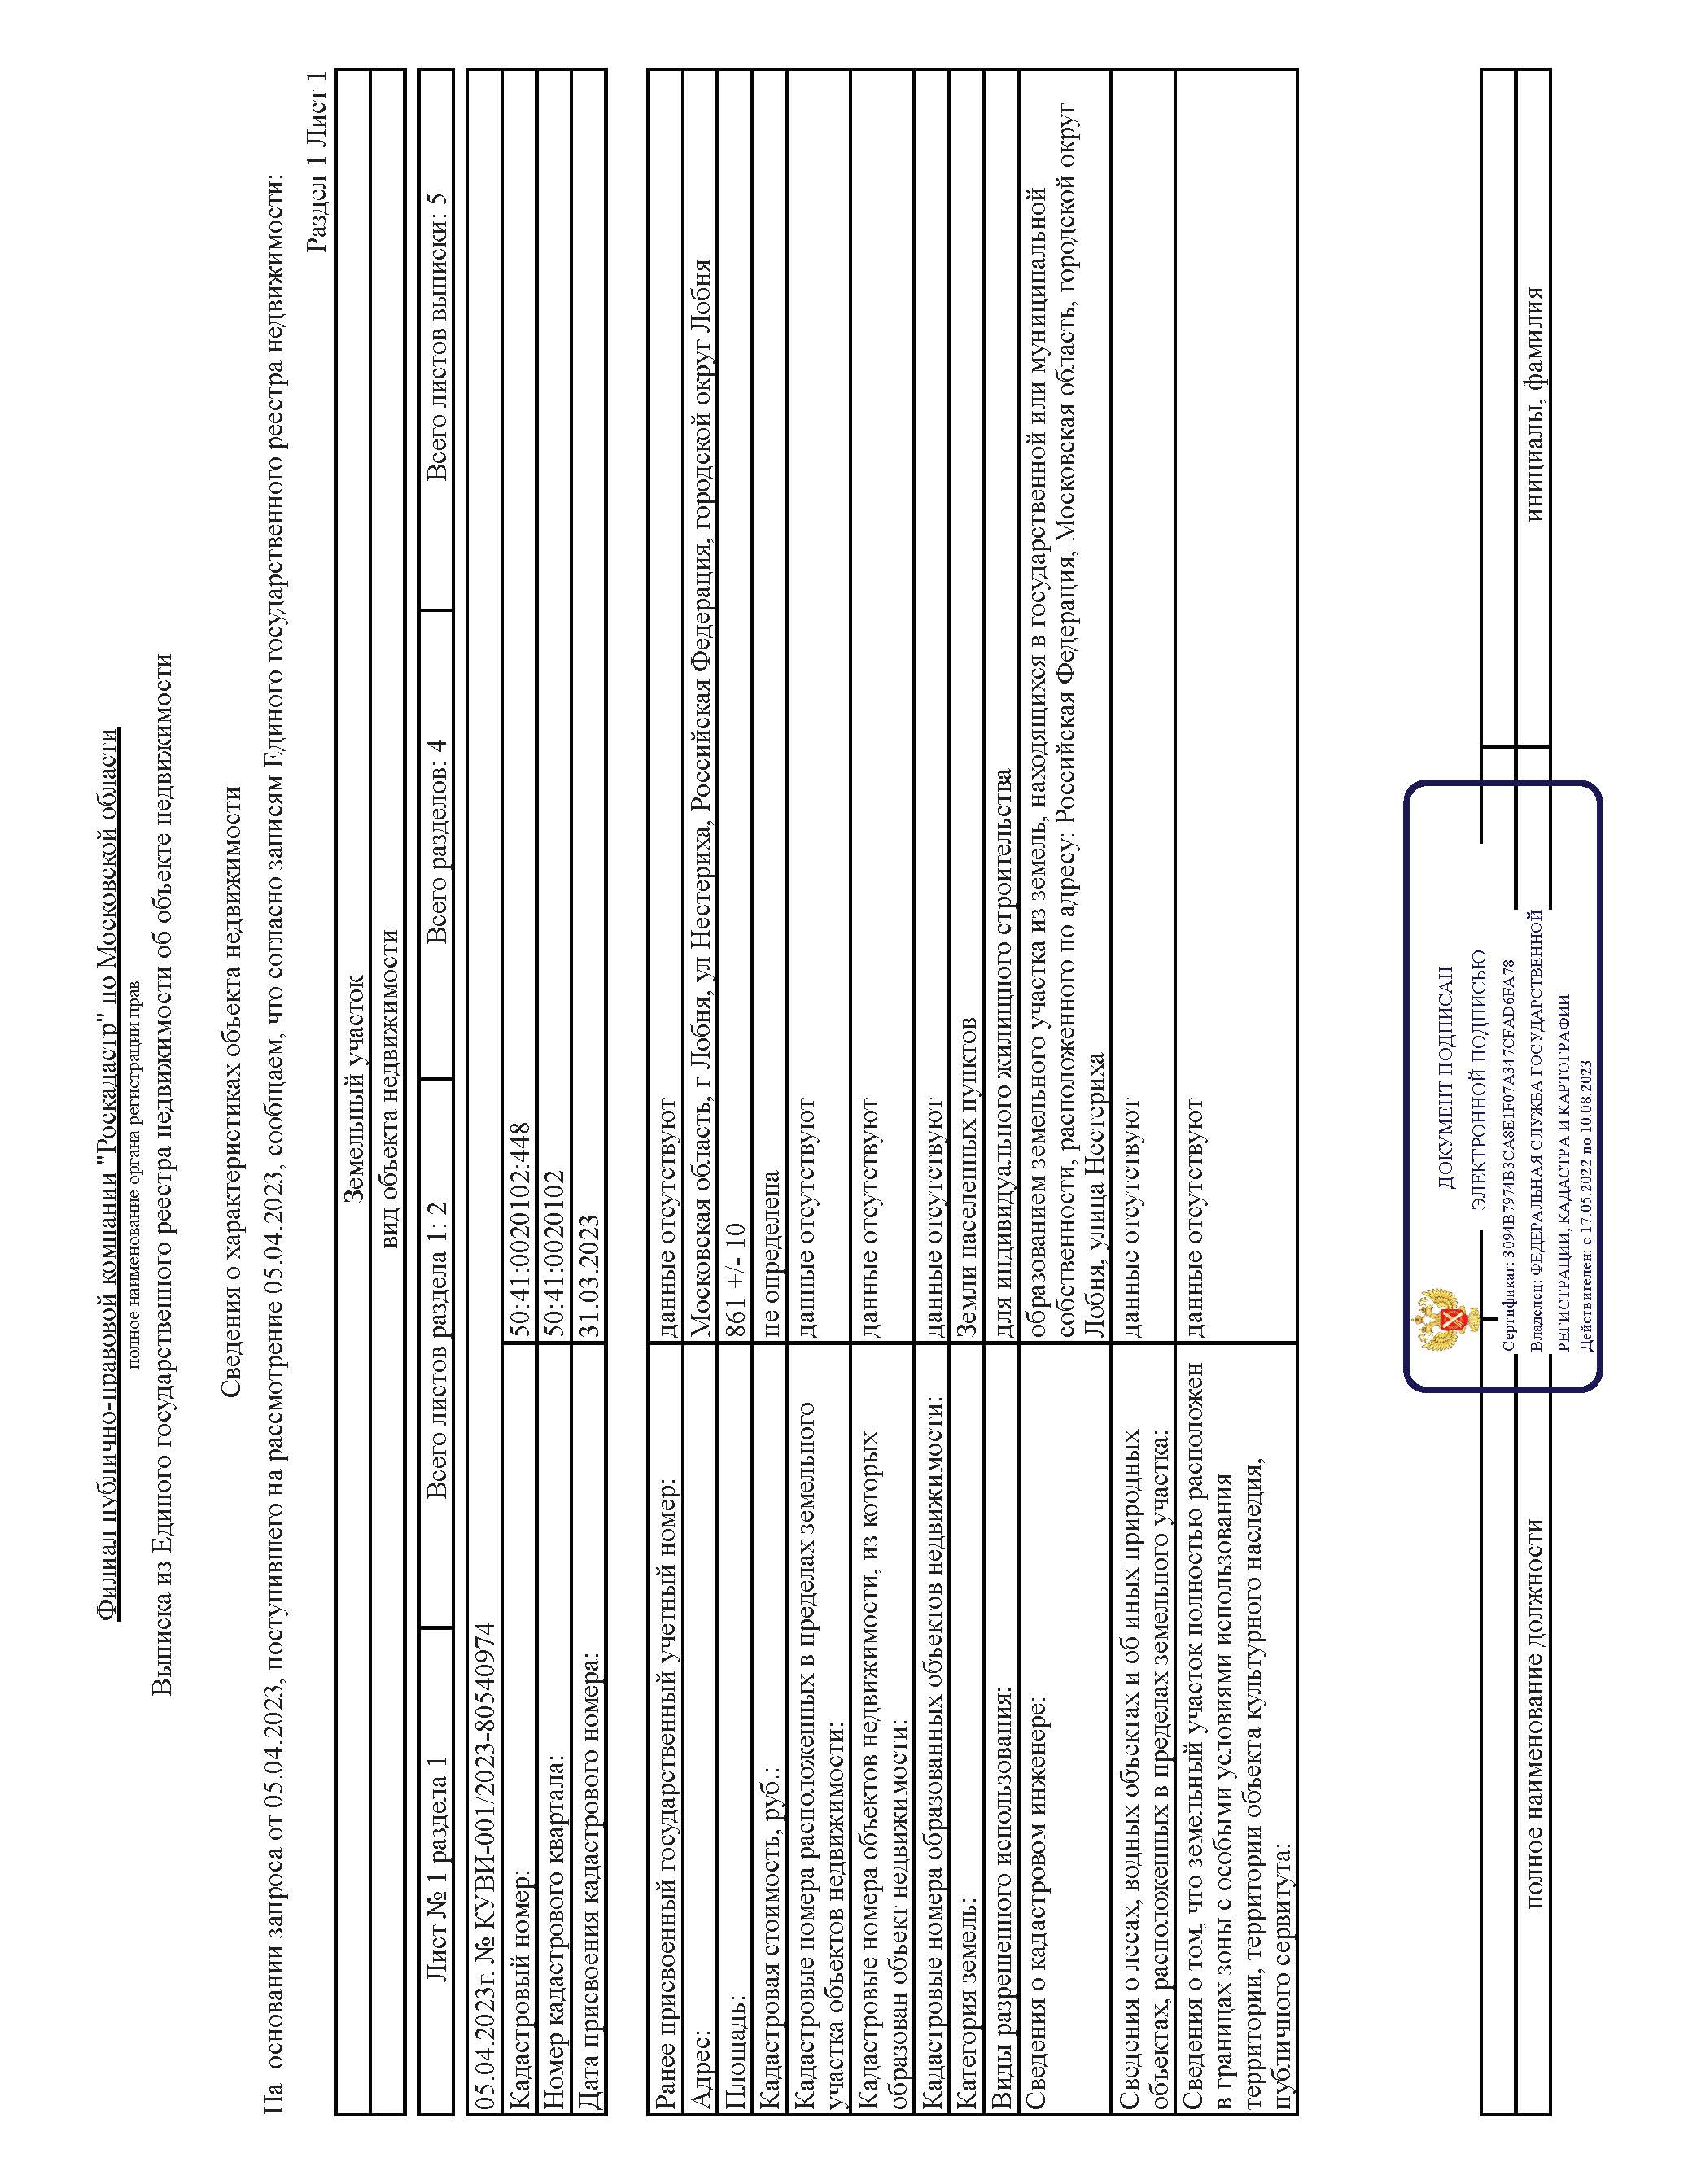 Филиал публично-правовой компании "Роскадастр" по Московской области
полное наименование органа регистрации прав
Выписка из Единого государственного реестра недвижимости об объекте недвижимости
Сведения о характеристиках объекта недвижимости
На основании запроса от 05.04.2023, поступившего на рассмотрение 05.04.2023, сообщаем, что согласно записям Единого государственного реестра недвижимости:
Раздел 1 Лист 1
Земельный участок
вид объекта недвижимости
Лист № 1 раздела 1
Всего листов раздела 1: 2
Всего разделов: 4
Всего листов выписки: 5
05.04.2023г. № КУВИ-001/2023-80540974
Кадастровый номер:
50:41:0020102:448
Номер кадастрового квартала:
50:41:0020102
Дата присвоения кадастрового номера:
31.03.2023
Ранее присвоенный государственный учетный номер:
данные отсутствуют
Адрес:
Московская область, г Лобня, ул Нестериха, Российская Федерация, городской округ Лобня
Площадь:
861 +/- 10
Кадастровая стоимость, руб.:
не определена
Кадастровые номера расположенных в пределах земельного
участка объектов недвижимости:
данные отсутствуют
Кадастровые номера объектов недвижимости, из которых
образован объект недвижимости:
данные отсутствуют
Кадастровые номера образованных объектов недвижимости:
данные отсутствуют
Категория земель:
Земли населенных пунктов
Виды разрешенного использования:
для индивидуального жилищного строительства
Сведения о кадастровом инженере:
образованием земельного участка из земель, находящихся в государственной или муниципальной
собственности, расположенного по адресу: Российская Федерация, Московская область, городской округ
Лобня, улица Нестериха
Сведения о лесах, водных объектах и об иных природных
объектах, расположенных в пределах земельного участка:
данные отсутствуют
Сведения о том, что земельный участок полностью расположен
в границах зоны с особыми условиями использования
территории, территории объекта культурного наследия,
публичного сервитута:
данные отсутствуют
ДОКУМЕНТ ПОДПИСАН
ЭЛЕКТРОННОЙ ПОДПИСЬЮ
Сертификат: 3094B7974B3CA8E1F07A347CFAD6FA78
Владелец: ФЕДЕРАЛЬНАЯ СЛУЖБА ГОСУДАРСТВЕННОЙ
РЕГИСТРАЦИИ, КАДАСТРА И КАРТОГРАФИИ
Действителен: с 17.05.2022 по 10.08.2023
полное наименование должности
инициалы, фамилия